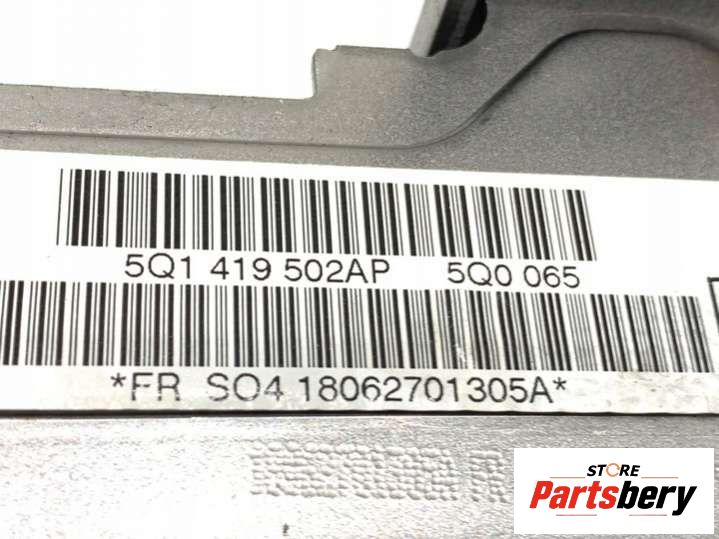 5Q1 419 502AP 5Q0 065
*FR SO4 18062701305A*
STORE
Partsbery